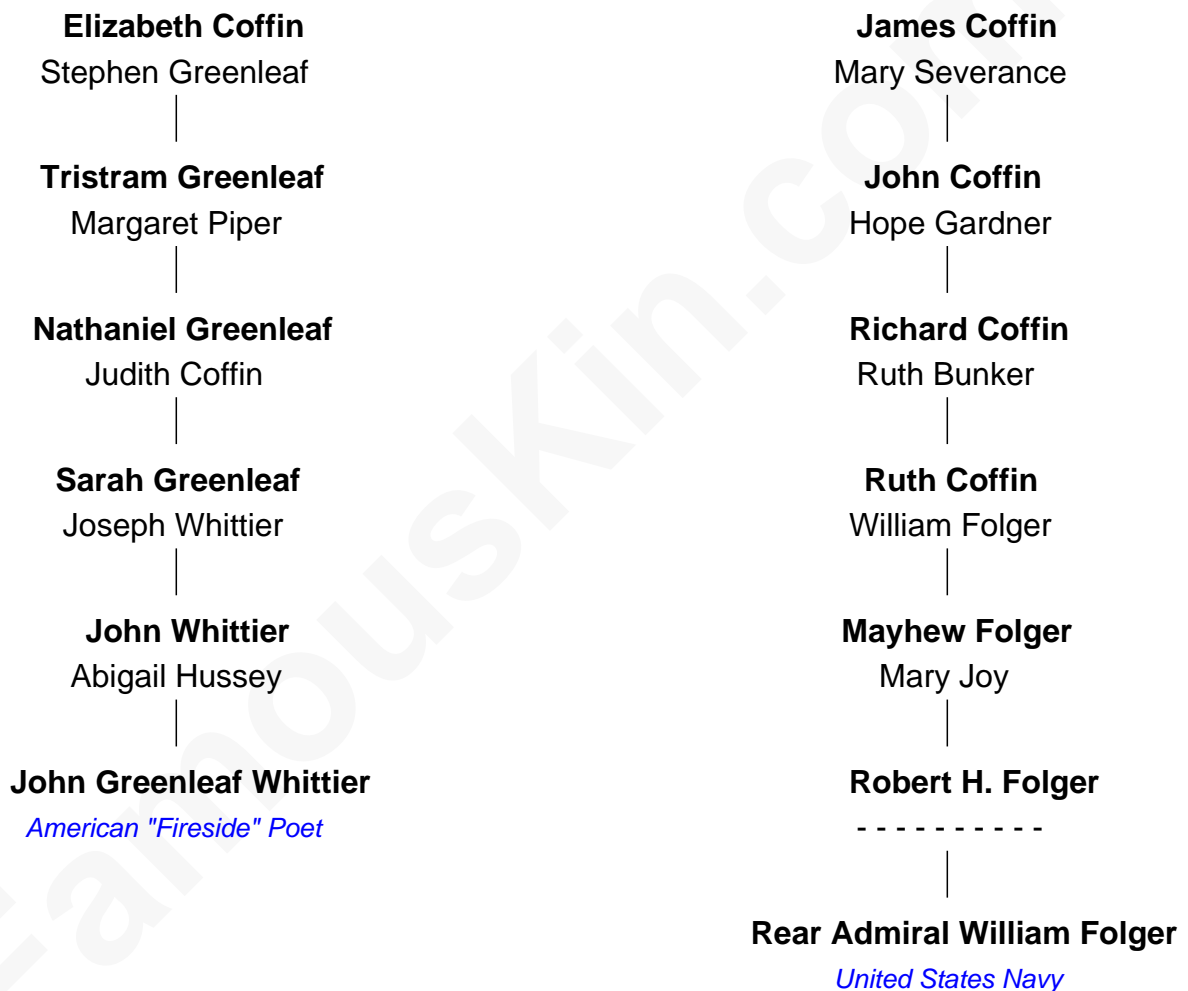 Elizabeth Coffin
Stephen Greenleaf
Tristram Greenleaf
Margaret Piper
Nathaniel Greenleaf
Judith Coffin
Sarah Greenleaf
Joseph Whittier
John Whittier
Abigail Hussey
John Greenleaf Whittier
American "Fireside" Poet
James Coffin
Mary Severance
John Coffin
Hope Gardner
Richard Coffin
Ruth Bunker
Ruth Coffin
William Folger
Mayhew Folger
Mary Joy
Robert H. Folger
- - - - - - - - - -
Rear Admiral William Folger
United States Navy
FamousKin.com